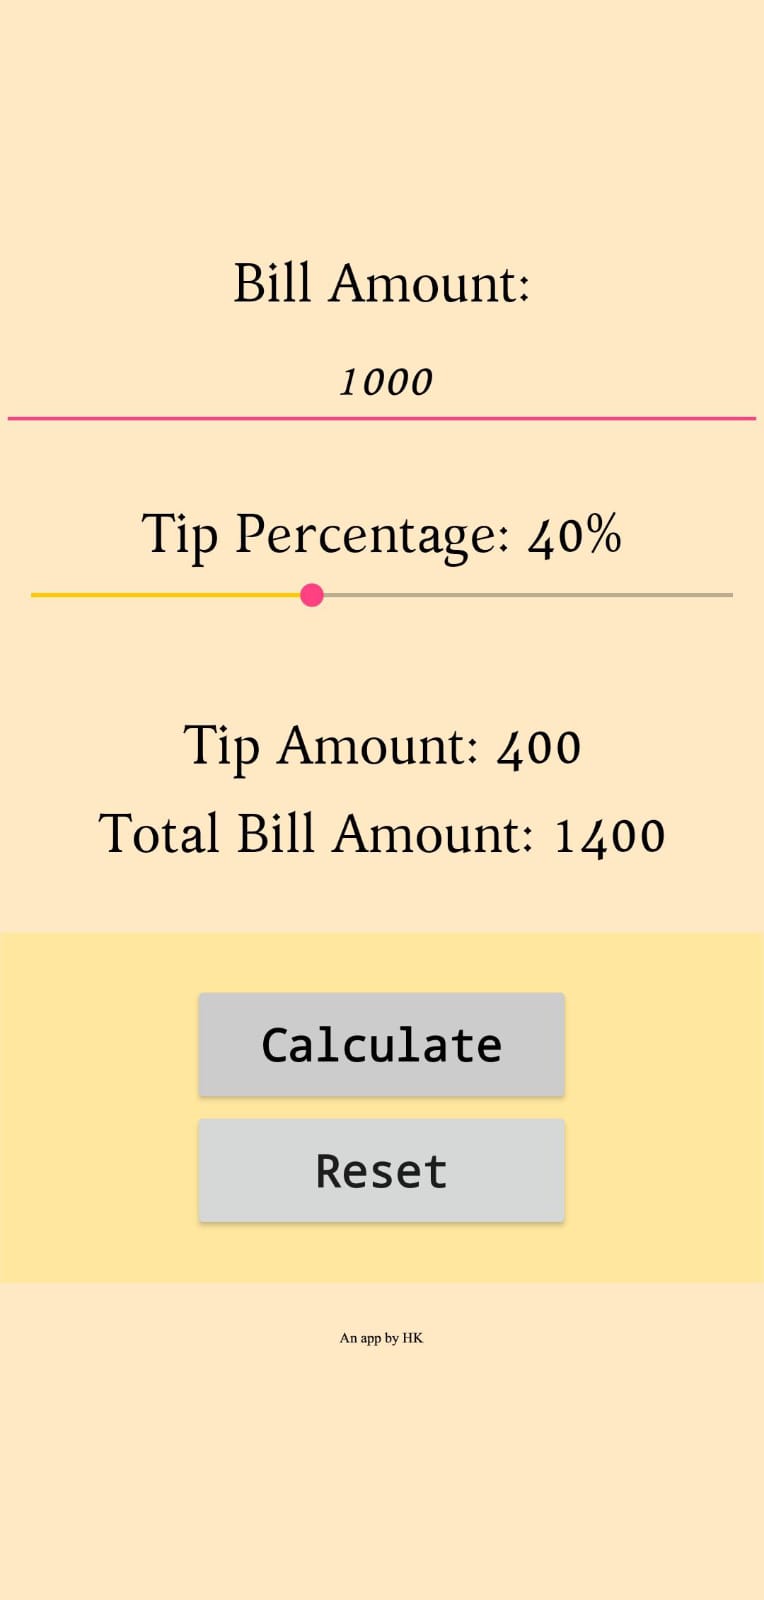 Bill Amount:
1000
Tip Percentage: 40%
Tip Amount: 400
Total Bill Amount: 1400
Calculate
Reset
An app by HK